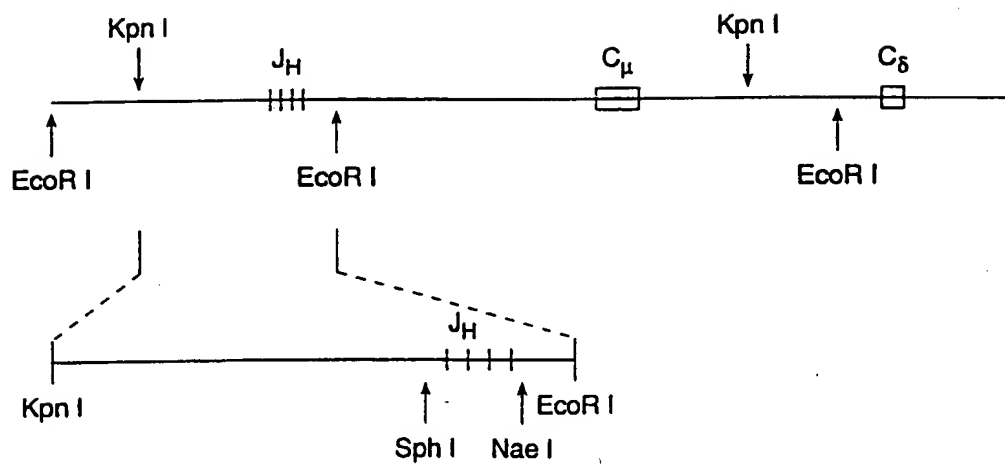 Kpn I
Kpn I
J_H
C_μ
C_δ
EcoR I
EcoR I
EcoR I
J_H
Kpn I
EcoR I
Sph I
Nae I